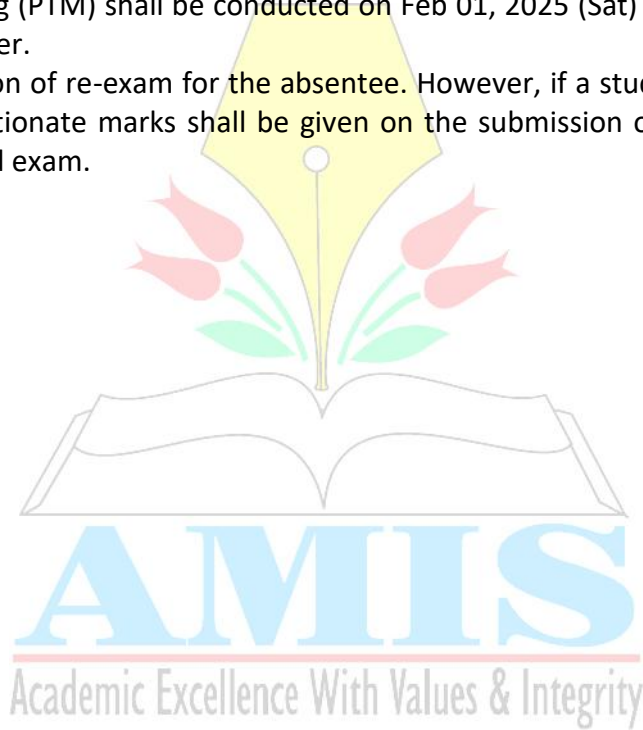 g (PTM) shall be conducted on Feb 01, 2025 (Sat)
er.
on of re-exam for the absentee. However, if a stu
tionate marks shall be given on the submission o
l exam.
AMIS
Academic Excellence With Values & Integrity